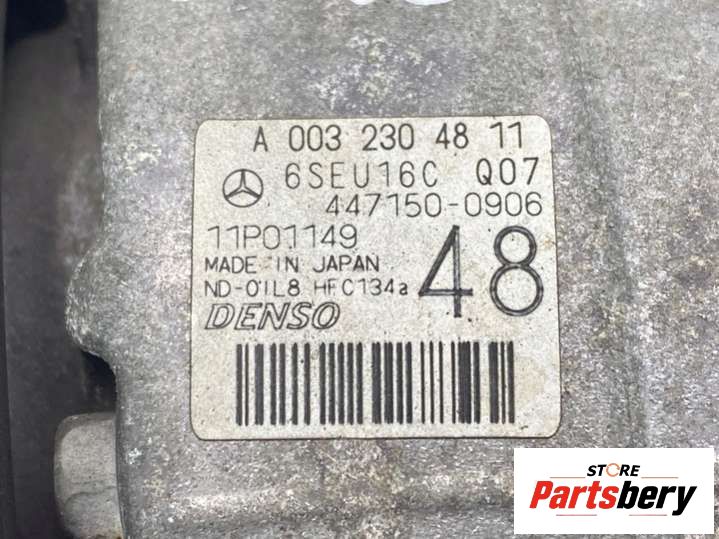 A 003 230 48 11
6SEU16C Q07
447150-0906
11P01149
MADE IN JAPAN
ND-OIL8 HFC134a
48
DENSO
STORE
Partsbery